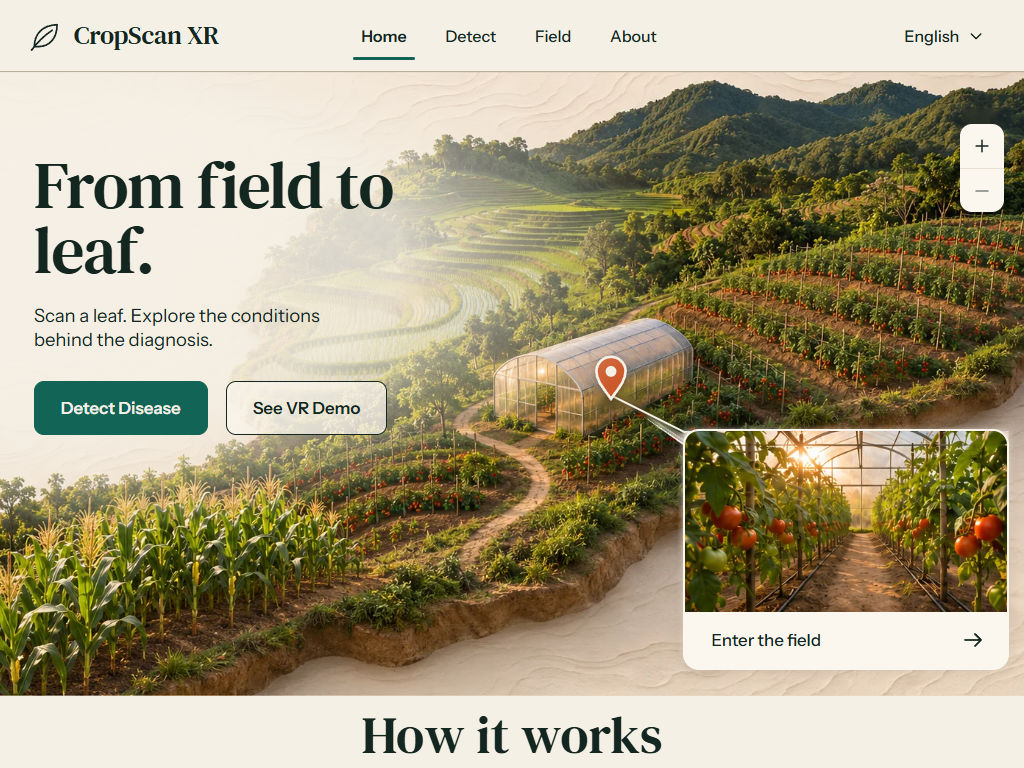 CropScan XR
Home
Detect
Field
About
English
From field to
leaf.
Scan a leaf. Explore the conditions
behind the diagnosis.
Detect Disease
See VR Demo
Enter the field
How it works